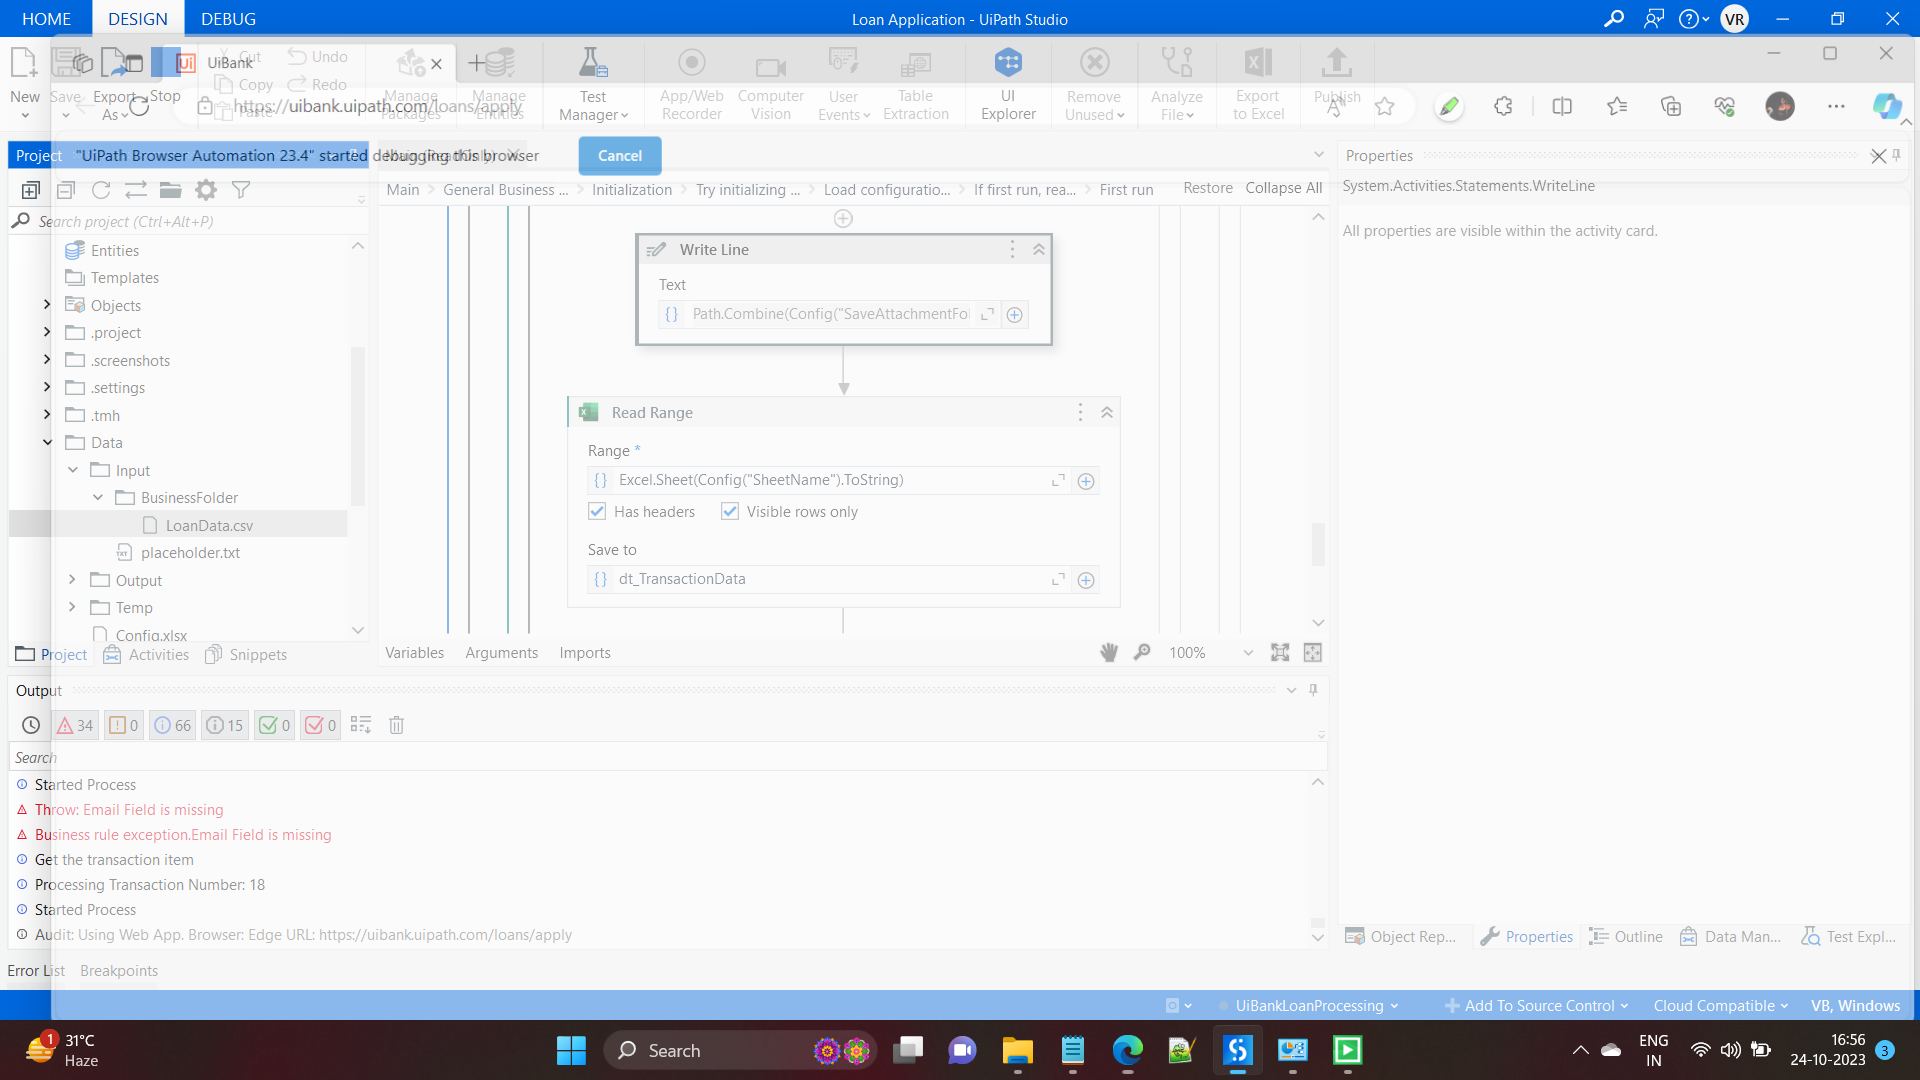 HOME DESIGN DEBUG
Loan Application - UiPath Studio
VR
UiBank
Cut
Undo
Copy
Redo
Paste
New Save Export As Stop
https://uibank.uipath.com/loans/apply
Manage Packages
Manage Entities
Test Manager
App/Web Recorder
Computer Vision
User Events
Table Extraction
UI Explorer
Remove Unused
Analyze File
Export to Excel
Publish
Project
"UiPath Browser Automation 23.4" started debugging this browser
Cancel
Properties
Main General Business ... Initialization Try initializing ... Load configuratio... If first run, rea... First run
Restore Collapse All
System.Activities.Statements.WriteLine
All properties are visible within the activity card.
Search project (Ctrl+Alt+P)
Entities
Templates
Objects
.project
.screenshots
.settings
.tmh
Data
Input
BusinessFolder
LoanData.csv
placeholder.txt
Output
Temp
Config.xlsx
Write Line
Text
{} Path.Combine(Config("SaveAttachmentFo
Read Range
Range *
{} Excel.Sheet(Config("SheetName").ToString)
Has headers Visible rows only
Save to
{} dt_TransactionData
Project Activities Snippets
Variables Arguments Imports
100%
Output
34 0 66 15 0 0
Search
Started Process
Throw: Email Field is missing
Business rule exception.Email Field is missing
Get the transaction item
Processing Transaction Number: 18
Started Process
Audit: Using Web App. Browser: Edge URL: https://uibank.uipath.com/loans/apply
Object Rep... Properties Outline Data Man... Test Expl...
Error List Breakpoints
UiBankLoanProcessing Add To Source Control Cloud Compatible VB, Windows
1
31°C
Haze
Search
ENG
IN
16:56
24-10-2023
3